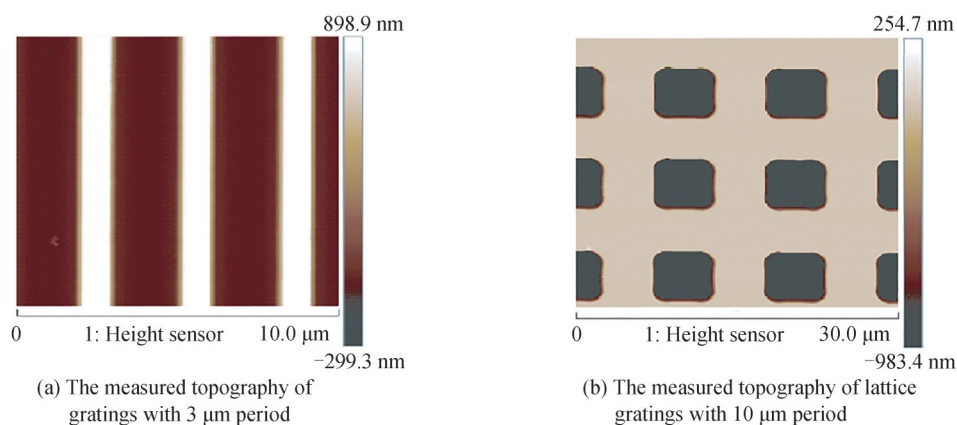 898.9 nm
0
1: Height sensor
10.0 μm
−299.3 nm
(a) The measured topography of
gratings with 3 μm period
254.7 nm
0
1: Height sensor
30.0 μm
−983.4 nm
(b) The measured topography of lattice
gratings with 10 μm period